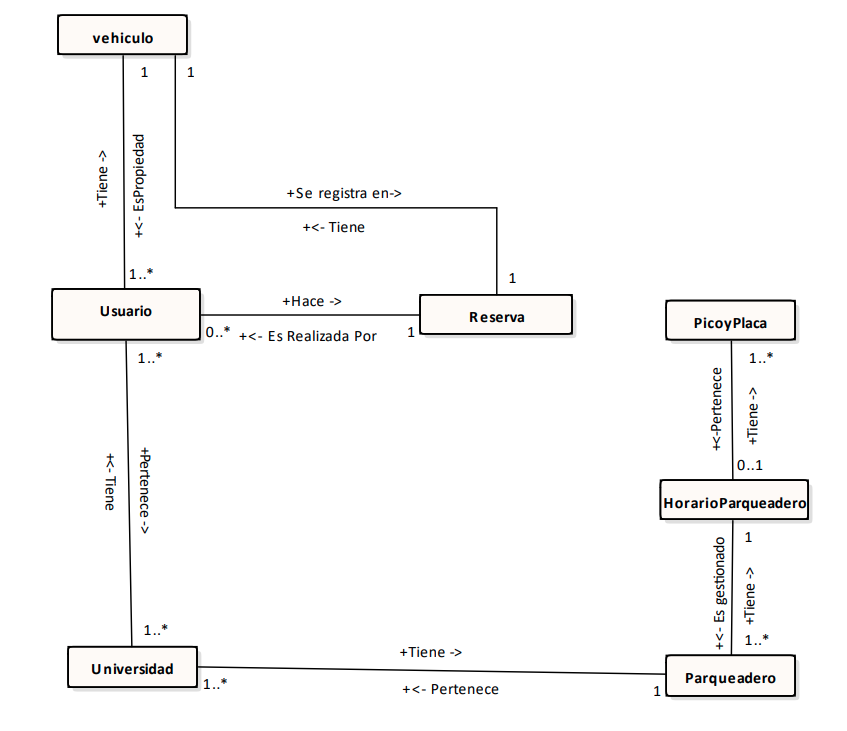 vehiculo
1
1
+Tiene ->
+<- EsPropiedad
+Se registra en->
+<- Tiene
1..*
1
Usuario
+Hace ->
Reserva
0..*
+<- Es Realizada Por
1
PicoyPlaca
1..*
1..*
+<-Pertenece
+Tiene ->
+<- Tiene
+Pertenece ->
0..1
HorarioParqueadero
1
+<- Es gestionado
+Tiene ->
1..*
1..*
Universidad
+Tiene ->
Parqueadero
1..*
+<- Pertenece
1